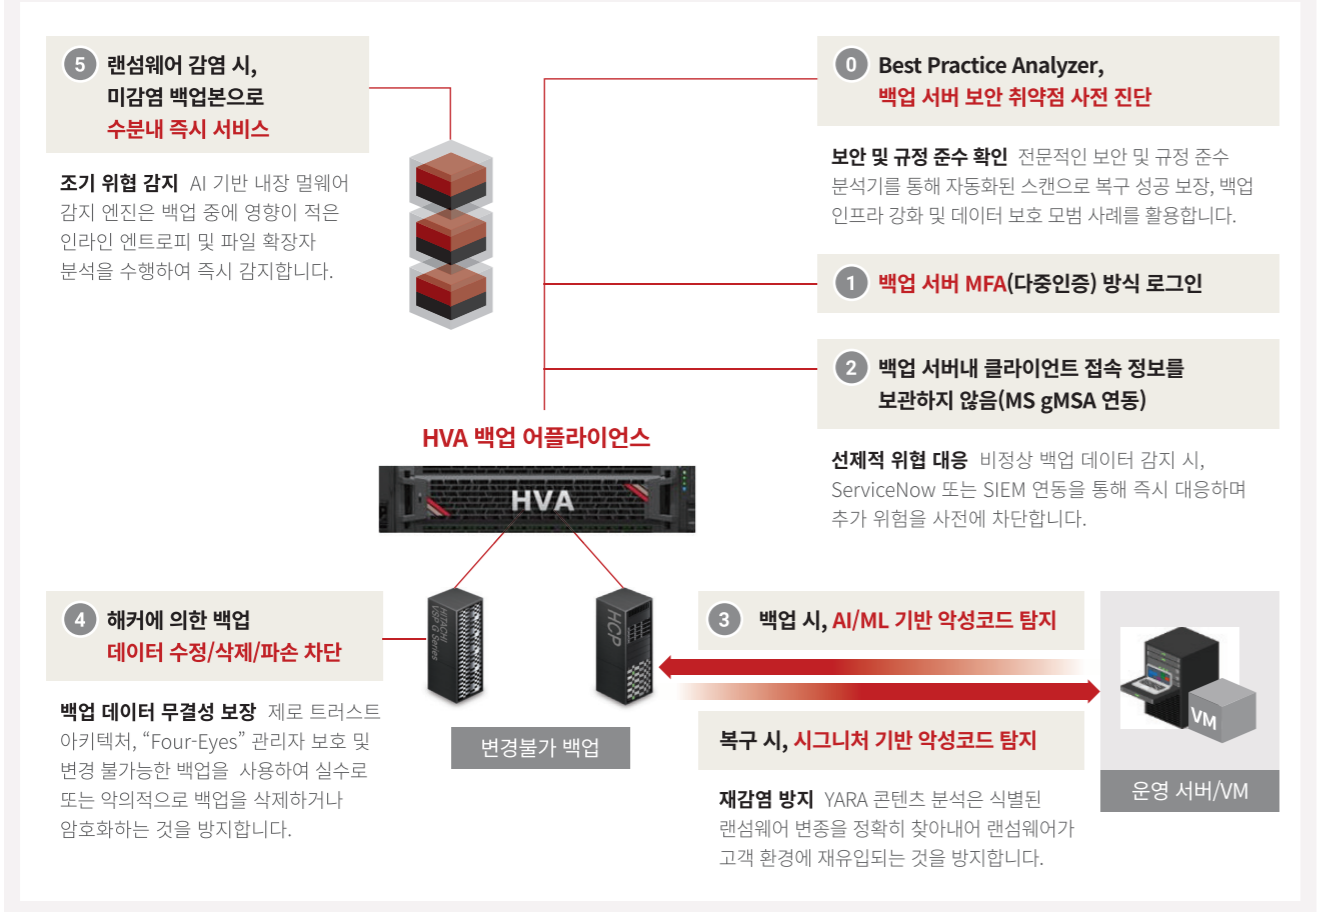 5 랜섬웨어 감염 시,
미감염 백업본으로
수분내 즉시 서비스
조기 위협 감지 AI 기반 내장 멀웨어
감지 엔진은 백업 중에 영향이 적은
인라인 엔트로피 및 파일 확장자
분석을 수행하여 즉시 감지합니다.
0 Best Practice Analyzer,
백업 서버 보안 취약점 사전 진단
보안 및 규정 준수 확인 전문적인 보안 및 규정 준수
분석기를 통해 자동화된 스캔으로 복구 성공 보장, 백업
인프라 강화 및 데이터 보호 모범 사례를 활용합니다.
1 백업 서버 MFA(다중인증) 방식 로그인
2 백업 서버내 클라이언트 접속 정보를
보관하지 않음(MS gMSA 연동)
선제적 위협 대응 비정상 백업 데이터 감지 시,
ServiceNow 또는 SIEM 연동을 통해 즉시 대응하며
추가 위험을 사전에 차단합니다.
HVA 백업 어플라이언스
HVA
4 해커에 의한 백업
데이터 수정/삭제/파손 차단
백업 데이터 무결성 보장 제로 트러스트
아키텍처, “Four-Eyes” 관리자 보호 및
변경 불가능한 백업을 사용하여 실수로
또는 악의적으로 백업을 삭제하거나
암호화하는 것을 방지합니다.
HITACHI
VSP G Series
HCP
변경불가 백업
3 백업 시, AI/ML 기반 악성코드 탐지
복구 시, 시그니처 기반 악성코드 탐지
재감염 방지 YARA 콘텐츠 분석은 식별된
랜섬웨어 변종을 정확히 찾아내어 랜섬웨어가
고객 환경에 재유입되는 것을 방지합니다.
VM
운영 서버/VM